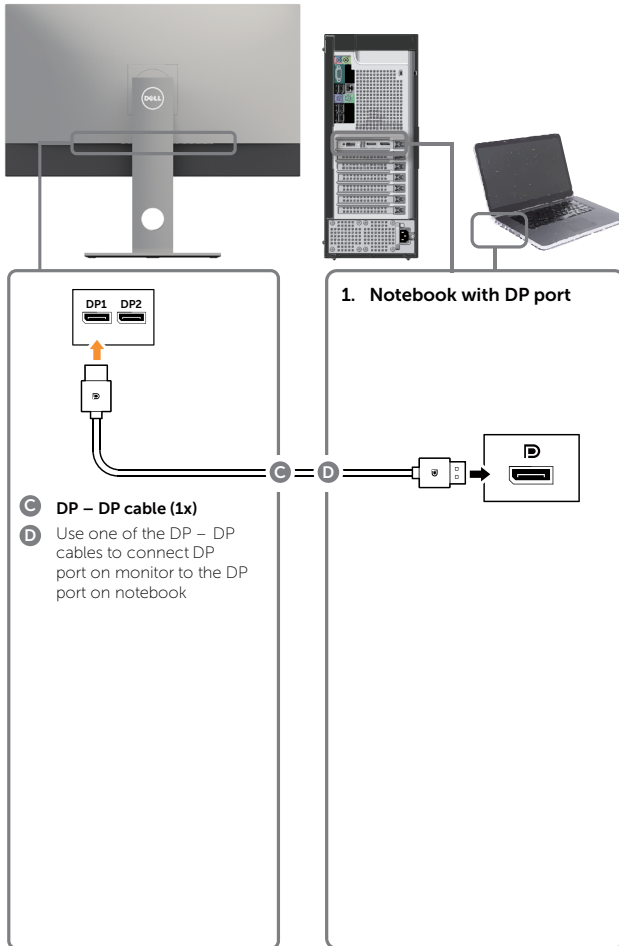 DELL
DP1 DP2
1. Notebook with DP port
C D
C DP – DP cable (1x)
D Use one of the DP – DP
cables to connect DP
port on monitor to the DP
port on notebook